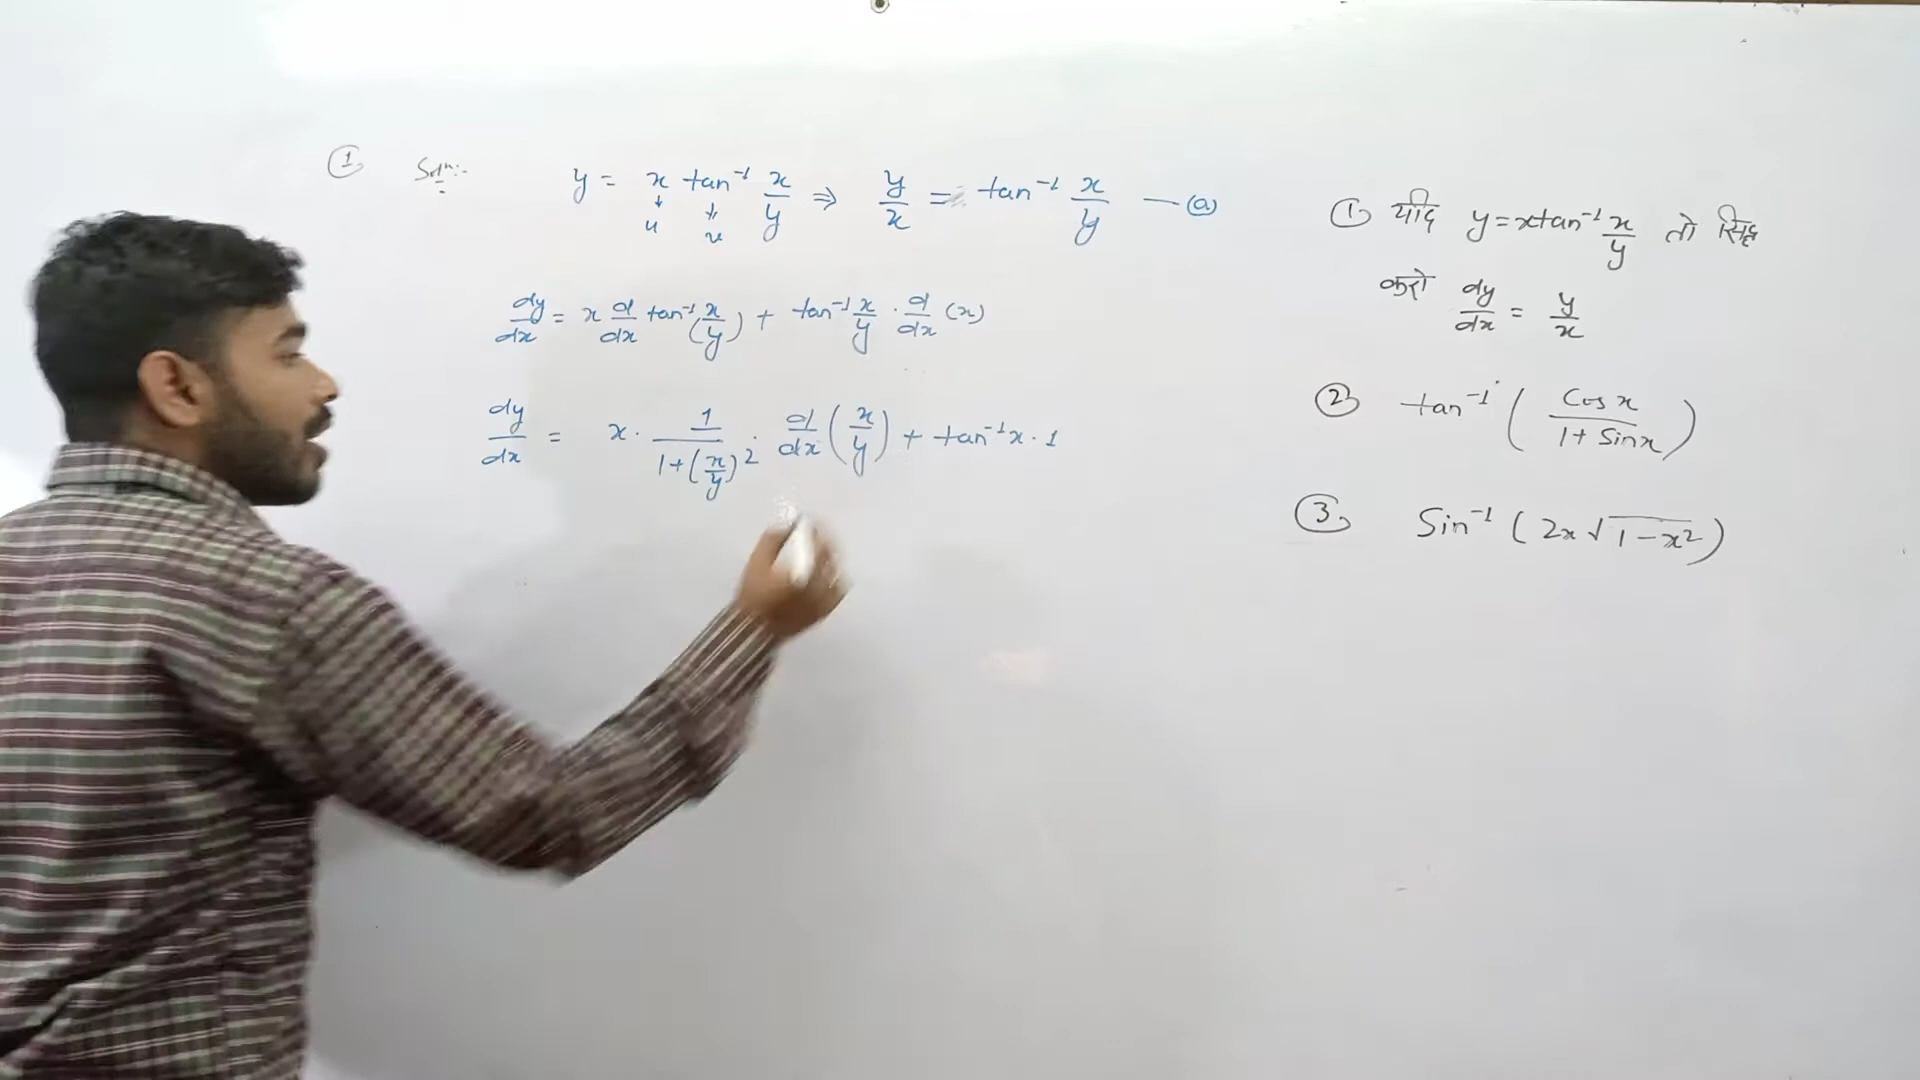 ① Soln:-
y = x tan⁻¹ x/y ⇒ y/x = tan⁻¹ x/y — (a)
↓ ↓
u v
dy/dx = x d/dx tan⁻¹(x/y) + tan⁻¹ x/y · d/dx (x)
dy/dx = x · 1/(1+(x/y)²) · d/dx (x/y) + tan⁻¹x · 1
① यदि y = xtan⁻¹ x/y तो सिद्ध
करो dy/dx = y/x
② tan⁻¹ (Cos x/(1 + Sinx))
③ Sin⁻¹ (2x√(1-x²))